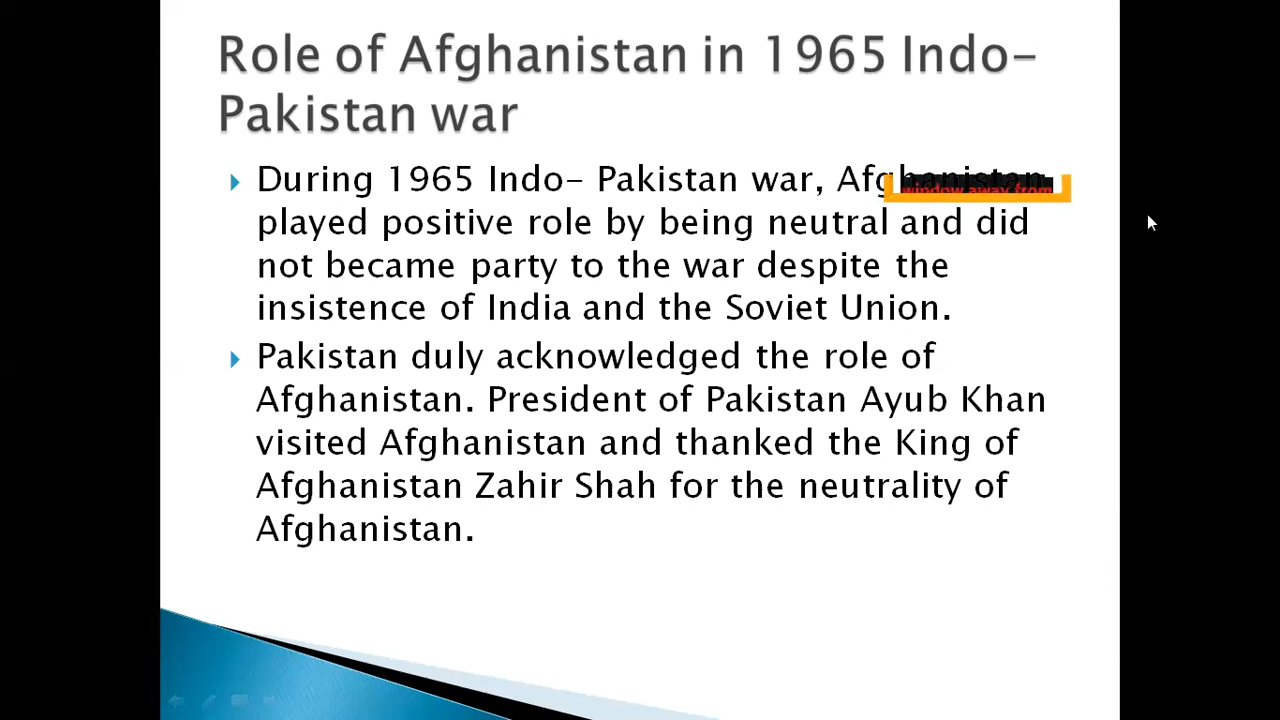 Role of Afghanistan in 1965 Indo-
Pakistan war
During 1965 Indo- Pakistan war, Afghanistan
played positive role by being neutral and did
not became party to the war despite the
insistence of India and the Soviet Union.
Pakistan duly acknowledged the role of
Afghanistan. President of Pakistan Ayub Khan
visited Afghanistan and thanked the King of
Afghanistan Zahir Shah for the neutrality of
Afghanistan.
window away from